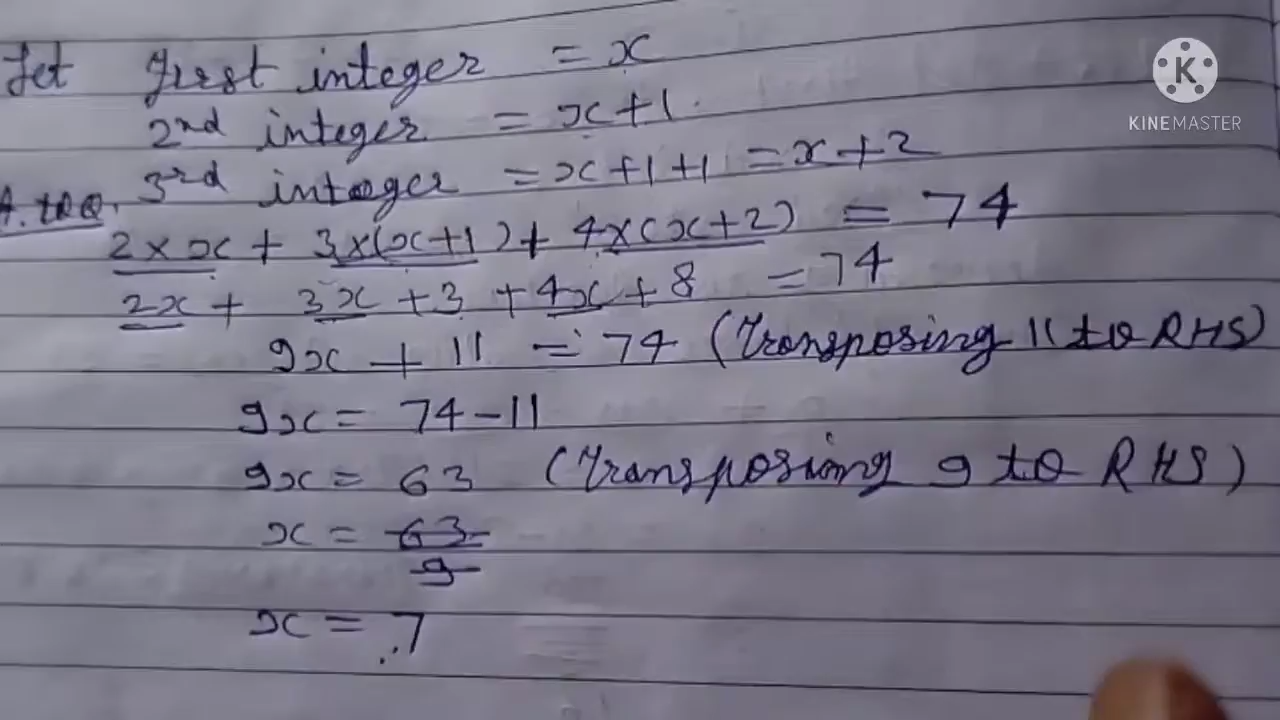 Let first integer = x
2nd integer = x+1.
3rd integer = x+1+1 = x+2
A.to Q.
2×x + 3×(x+1) + 4×(x+2) = 74
2x + 3x + 3 + 4x + 8 = 74
9x + 11 = 74 (Transposing 11 to RHS)
9x = 74-11
9x = 63 (Transposing 9 to RHS)
x = 63
9
x = 7
K
KINEMASTER